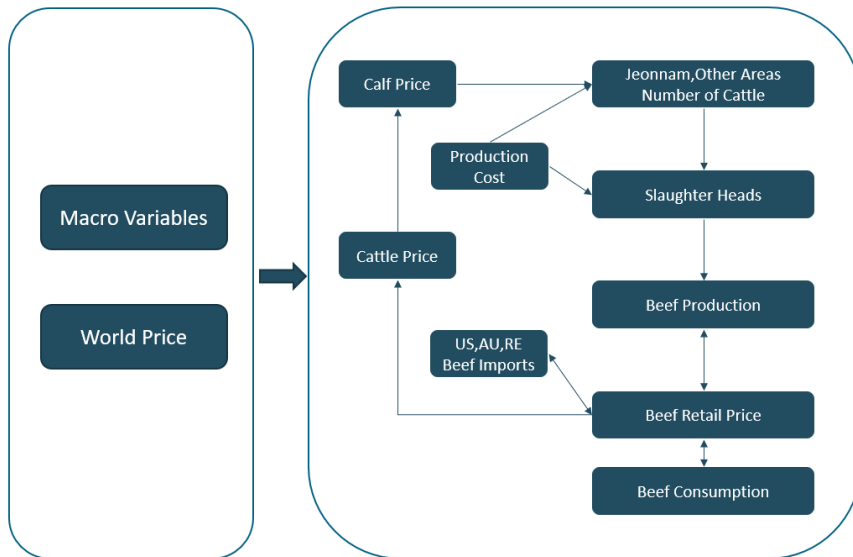 Macro Variables
World Price
Calf Price
Jeonnam,Other Areas
Number of Cattle
Production
Cost
Slaughter Heads
Cattle Price
Beef Production
US,AU,RE
Beef Imports
Beef Retail Price
Beef Consumption